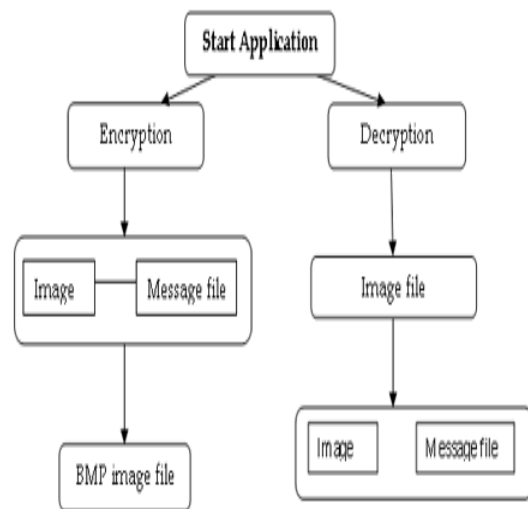 Start Application
Encryption
Decryption
Image
Message file
Image file
BMP image file
Image
Message file